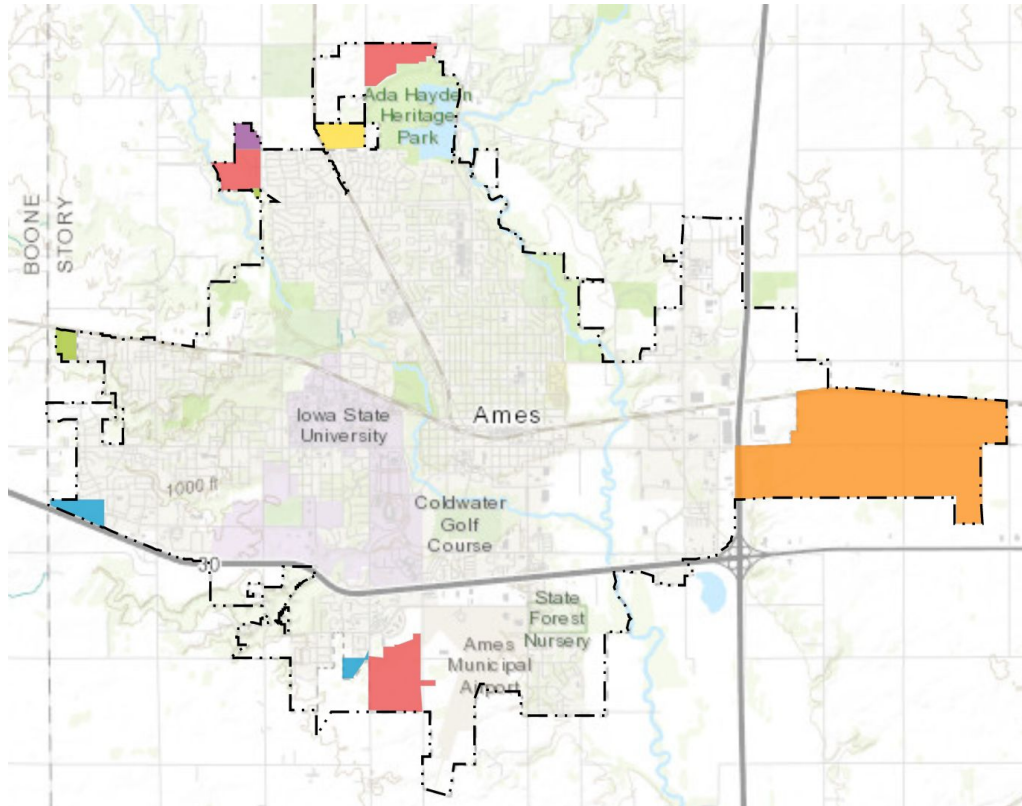 Ada Hayden
Heritage
Park
BOONE
STORY
Iowa State
University
Ames
1000 ft
Coldwater
Golf
Course
30
State
Forest
Nursery
Ames
Municipal
Airport